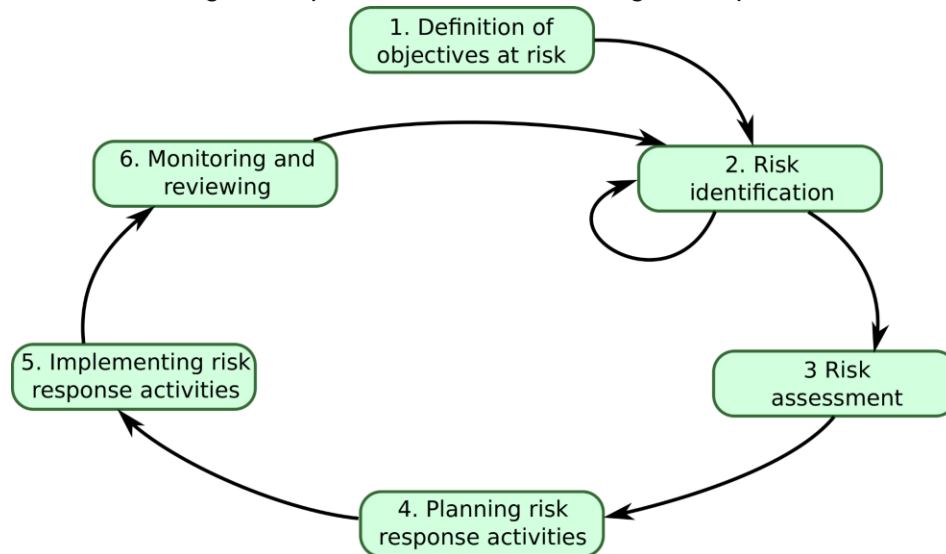 1. Definition of
objectives at risk
2. Risk
identification
3 Risk
assessment
4. Planning risk
response activities
5. Implementing risk
response activities
6. Monitoring and
reviewing